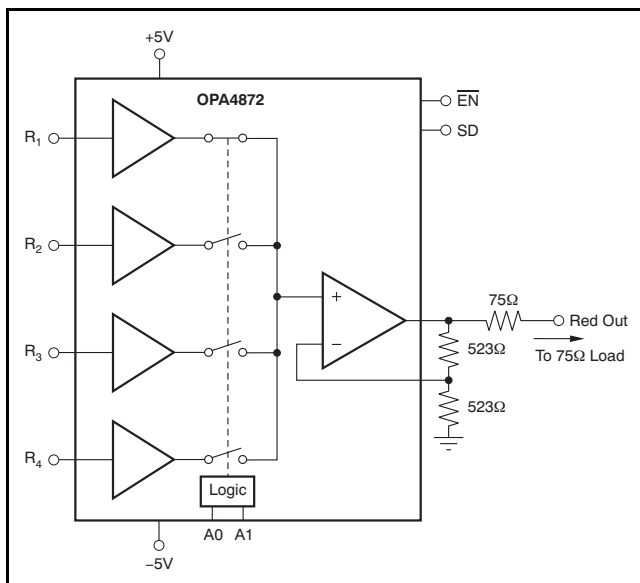 +5V
OPA4872
EN
SD
R1
R2
R3
R4
+
−
75Ω
Red Out
To 75Ω Load
523Ω
523Ω
Logic
A0 A1
−5V